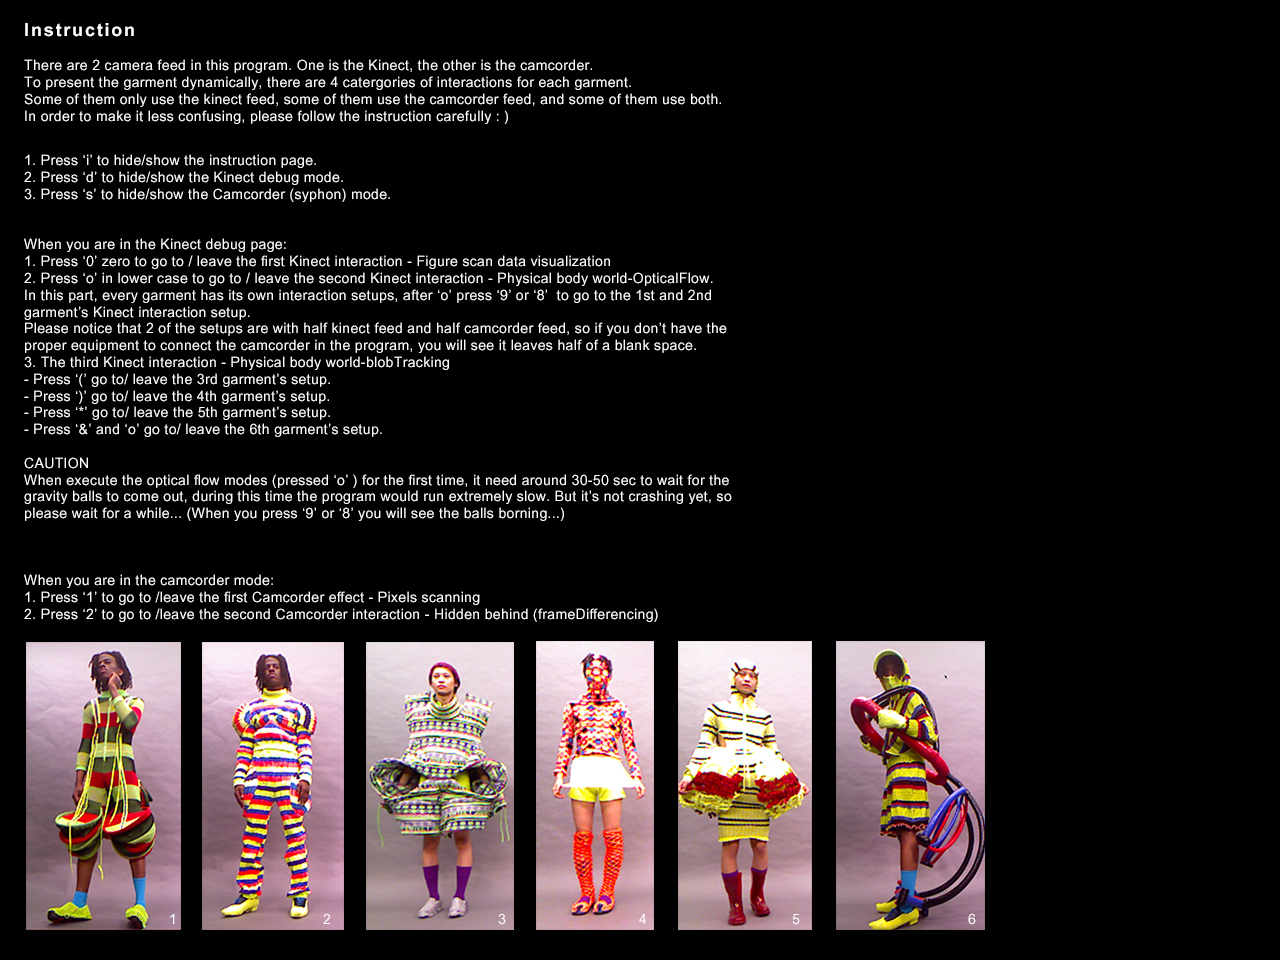 Instruction
There are 2 camera feed in this program. One is the Kinect, the other is the camcorder.
To present the garment dynamically, there are 4 catergories of interactions for each garment.
Some of them only use the kinect feed, some of them use the camcorder feed, and some of them use both.
In order to make it less confusing, please follow the instruction carefully : )
1. Press ‘i’ to hide/show the instruction page.
2. Press ‘d’ to hide/show the Kinect debug mode.
3. Press ‘s’ to hide/show the Camcorder (syphon) mode.
When you are in the Kinect debug page:
1. Press ‘0’ zero to go to / leave the first Kinect interaction - Figure scan data visualization
2. Press ‘o’ in lower case to go to / leave the second Kinect interaction - Physical body world-OpticalFlow.
In this part, every garment has its own interaction setups, after ‘o’ press ‘9’ or ‘8’  to go to the 1st and 2nd
garment’s Kinect interaction setup.
Please notice that 2 of the setups are with half kinect feed and half camcorder feed, so if you don’t have the
proper equipment to connect the camcorder in the program, you will see it leaves half of a blank space.
3. The third Kinect interaction - Physical body world-blobTracking
- Press ‘(’ go to/ leave the 3rd garment’s setup.
- Press ‘)’ go to/ leave the 4th garment’s setup.
- Press ‘*’ go to/ leave the 5th garment’s setup.
- Press ‘&’ and ‘o’ go to/ leave the 6th garment’s setup.
CAUTION
When execute the optical flow modes (pressed ‘o’ ) for the first time, it need around 30-50 sec to wait for the
gravity balls to come out, during this time the program would run extremely slow. But it’s not crashing yet, so
please wait for a while... (When you press ‘9’ or ‘8’ you will see the balls borning...)
When you are in the camcorder mode:
1. Press ‘1’ to go to /leave the first Camcorder effect - Pixels scanning
2. Press ‘2’ to go to /leave the second Camcorder interaction - Hidden behind (frameDifferencing)
1 2 3 4 5 6